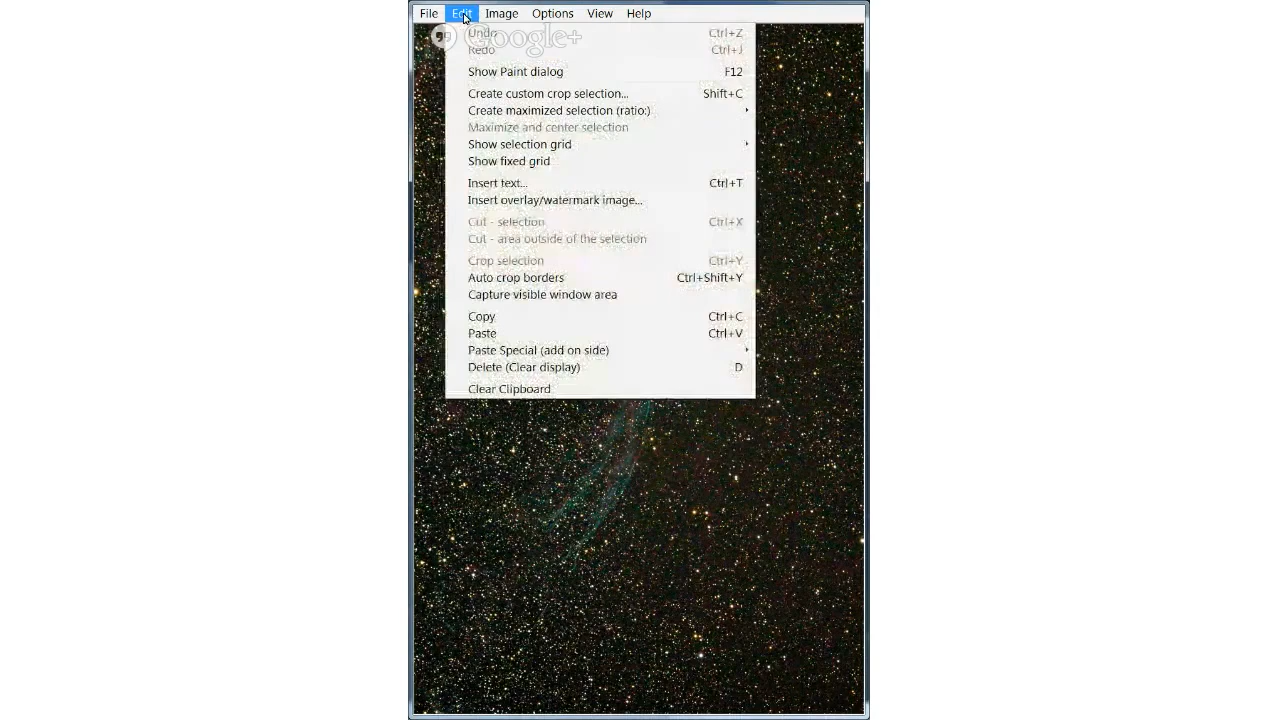 File Edit Image Options View Help
Undo Ctrl+Z
Google+
Redo Ctrl+J
Show Paint dialog F12
Create custom crop selection... Shift+C
Create maximized selection (ratio:)
Maximize and center selection
Show selection grid
Show fixed grid
Insert text... Ctrl+T
Insert overlay/watermark image...
Cut - selection Ctrl+X
Cut - area outside of the selection
Crop selection Ctrl+Y
Auto crop borders Ctrl+Shift+Y
Capture visible window area
Copy Ctrl+C
Paste Ctrl+V
Paste Special (add on side)
Delete (Clear display) D
Clear Clipboard